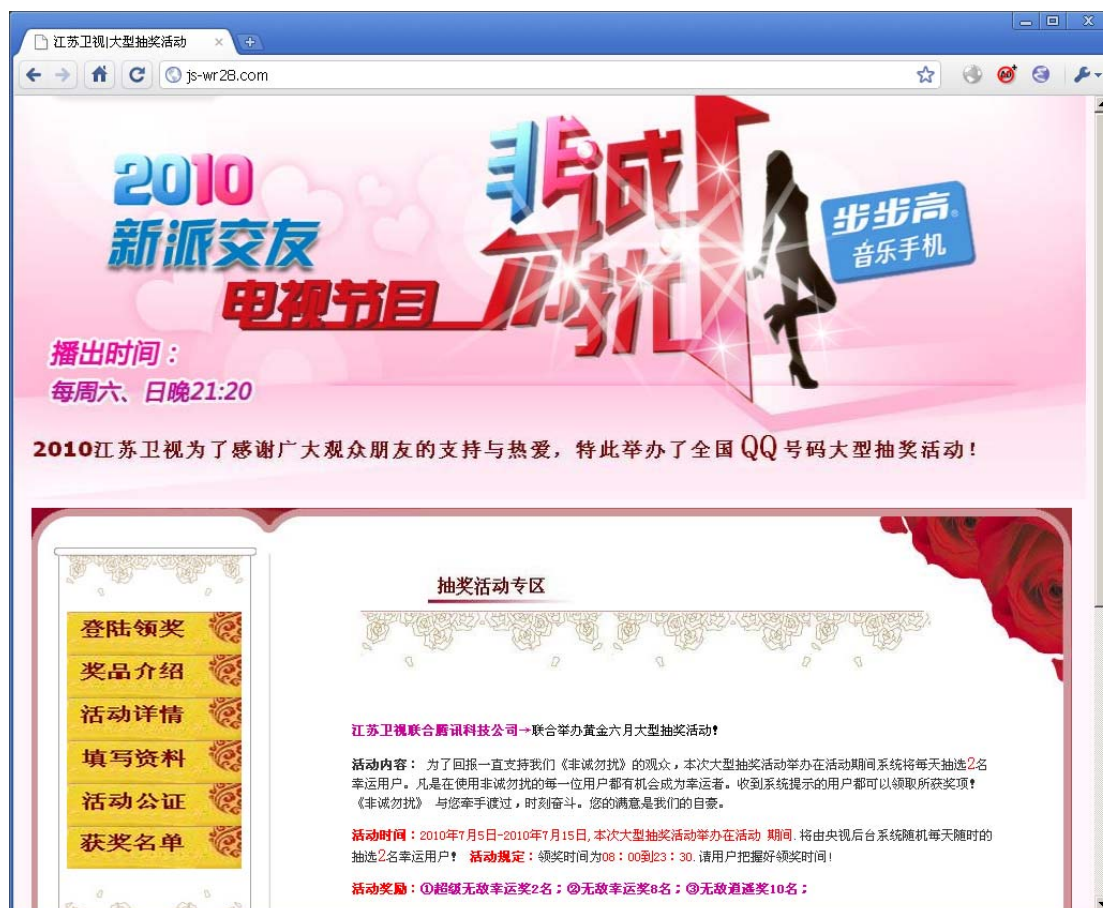 江苏卫视|大型抽奖活动
js-wr28.com
2010
新派交友
电视节目
非诚
勿扰
步步高®
音乐手机
播出时间：
每周六、日晚21:20
2010江苏卫视为了感谢广大观众朋友的支持与热爱，特此举办了全国QQ号码大型抽奖活动！
抽奖活动专区
登陆领奖
奖品介绍
活动详情
填写资料
活动公证
获奖名单
江苏卫视联合腾讯科技公司→联合举办黄金六月大型抽奖活动！
活动内容： 为了回报一直支持我们《非诚勿扰》的观众，本次大型抽奖活动举办在活动期间系统将每天抽选2名
幸运用户。凡是在使用非诚勿扰的每一位用户都有机会成为幸运者。收到系统提示的用户都可以领取所获奖项！
《非诚勿扰》 与您牵手渡过，时刻奋斗。您的满意是我们的自豪。
活动时间：2010年7月5日-2010年7月15日,本次大型抽奖活动举办在活动 期间.将由央视后台系统随机每天随时的
抽选2名幸运用户！ 活动规定：领奖时间为08：00到23：30.请用户把握好领奖时间!
活动奖励：①超级无敌幸运奖2名；②无敌幸运奖8名；③无敌逍遥奖10名；